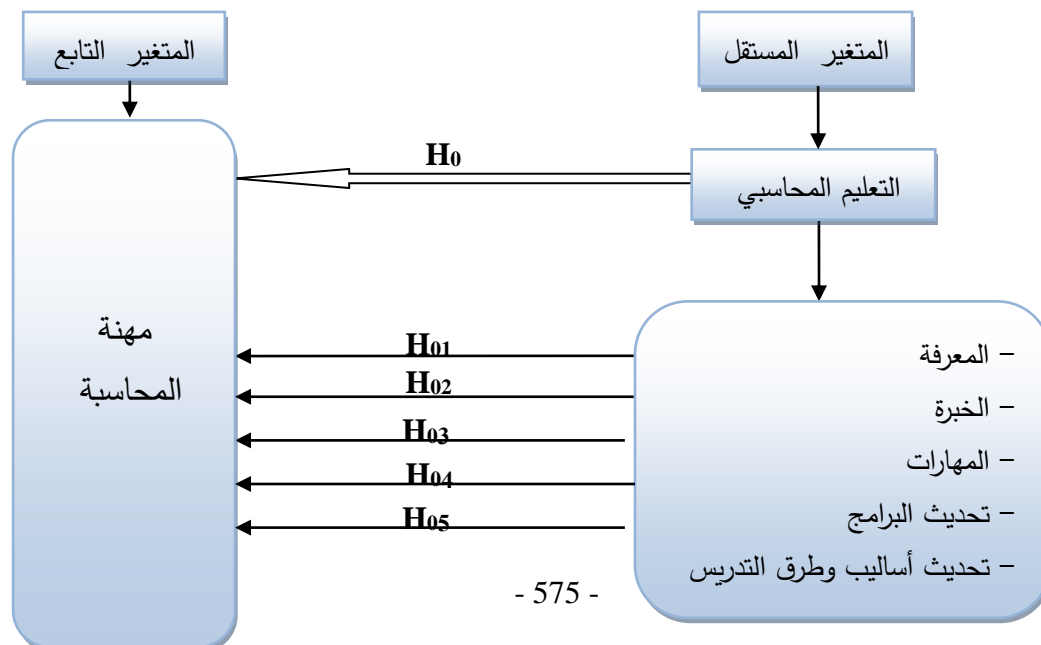 المتغير المستقل
المتغير التابع
التعليم المحاسبي
H0
مهنة
المحاسبة
H01
H02
H03
H04
H05
- المعرفة
- الخبرة
- المهارات
- تحديث البرامج
- تحديث أساليب وطرق التدريس
- 575 -